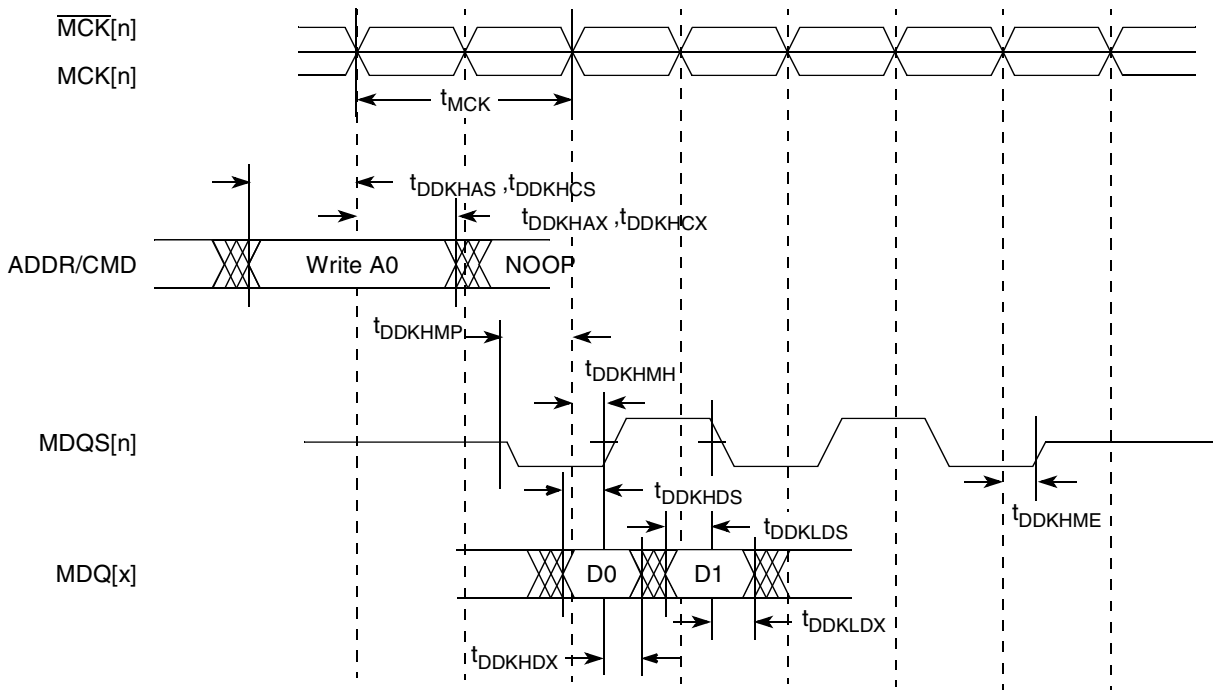 MCK[n]
MCK[n]
tMCK
tDDKHAS ,tDDKHCS
tDDKHAX ,tDDKHCX
ADDR/CMD
Write A0
NOOP
tDDKHMP
tDDKHMH
MDQS[n]
tDDKHDS
tDDKHME
tDDKLDS
MDQ[x]
D0
D1
tDDKLDX
tDDKHDX